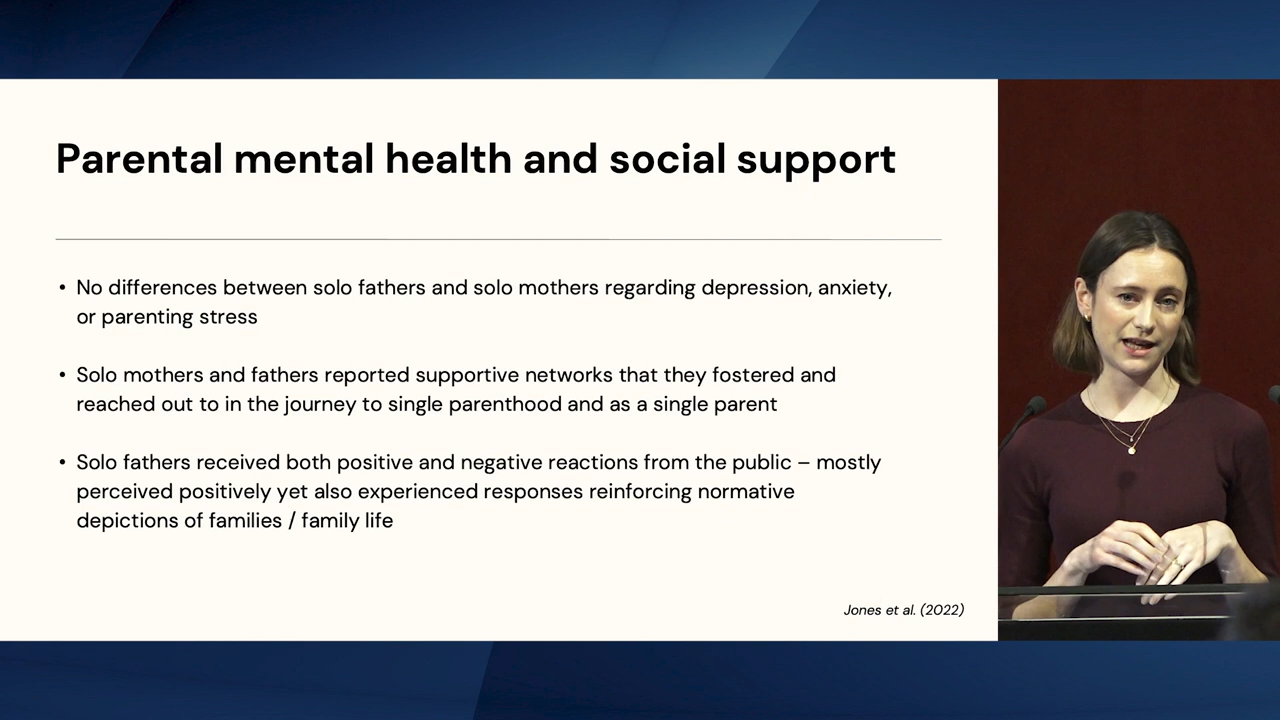 Parental mental health and social support
• No differences between solo fathers and solo mothers regarding depression, anxiety,
or parenting stress
• Solo mothers and fathers reported supportive networks that they fostered and
reached out to in the journey to single parenthood and as a single parent
• Solo fathers received both positive and negative reactions from the public – mostly
perceived positively yet also experienced responses reinforcing normative
depictions of families / family life
Jones et al. (2022)